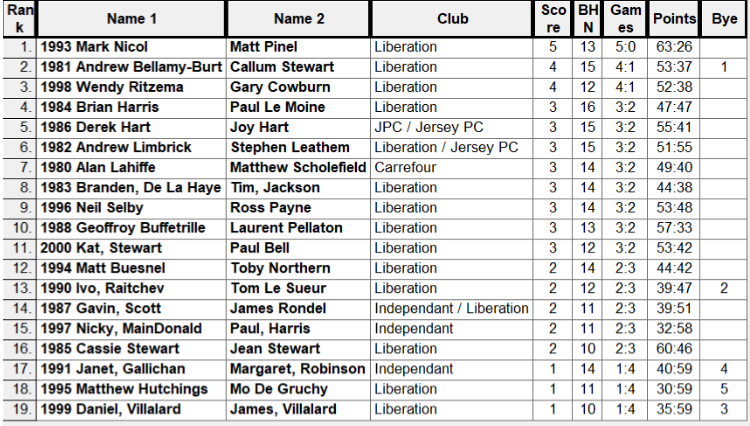 Rank Name 1 Name 2 Club Score BHN Games Points Bye
1. 1993 Mark Nicol Matt Pinel Liberation 5 13 5:0 63:26
2. 1981 Andrew Bellamy-Burt Callum Stewart Liberation 4 15 4:1 53:37 1
3. 1998 Wendy Ritzema Gary Cowburn Liberation 4 12 4:1 52:38
4. 1984 Brian Harris Paul Le Moine Liberation 3 16 3:2 47:47
5. 1986 Derek Hart Joy Hart JPC / Jersey PC 3 15 3:2 55:41
6. 1982 Andrew Limbrick Stephen Leathem Liberation / Jersey PC 3 15 3:2 51:55
7. 1980 Alan Lahiffe Matthew Scholefield Carrefour 3 14 3:2 49:40
8. 1983 Branden, De La Haye Tim, Jackson Liberation 3 14 3:2 44:38
9. 1996 Neil Selby Ross Payne Liberation 3 14 3:2 53:48
10. 1988 Geoffroy Buffetrille Laurent Pellaton Liberation 3 13 3:2 57:33
11. 2000 Kat, Stewart Paul Bell Liberation 3 12 3:2 53:42
12. 1994 Matt Buesnel Toby Northern Liberation 2 14 2:3 44:42
13. 1990 Ivo, Raitchev Tom Le Sueur Liberation 2 12 2:3 39:47 2
14. 1987 Gavin, Scott James Rondel Independant / Liberation 2 11 2:3 39:51
15. 1997 Nicky, MainDonald Paul, Harris Independant 2 11 2:3 32:58
16. 1985 Cassie Stewart Jean Stewart Liberation 2 10 2:3 60:46
17. 1991 Janet, Gallichan Margaret, Robinson Independant 1 14 1:4 40:59 4
18. 1995 Matthew Hutchings Mo De Gruchy Liberation 1 11 1:4 30:59 5
19. 1999 Daniel, Villalard James, Villalard Liberation 1 10 1:4 35:59 3